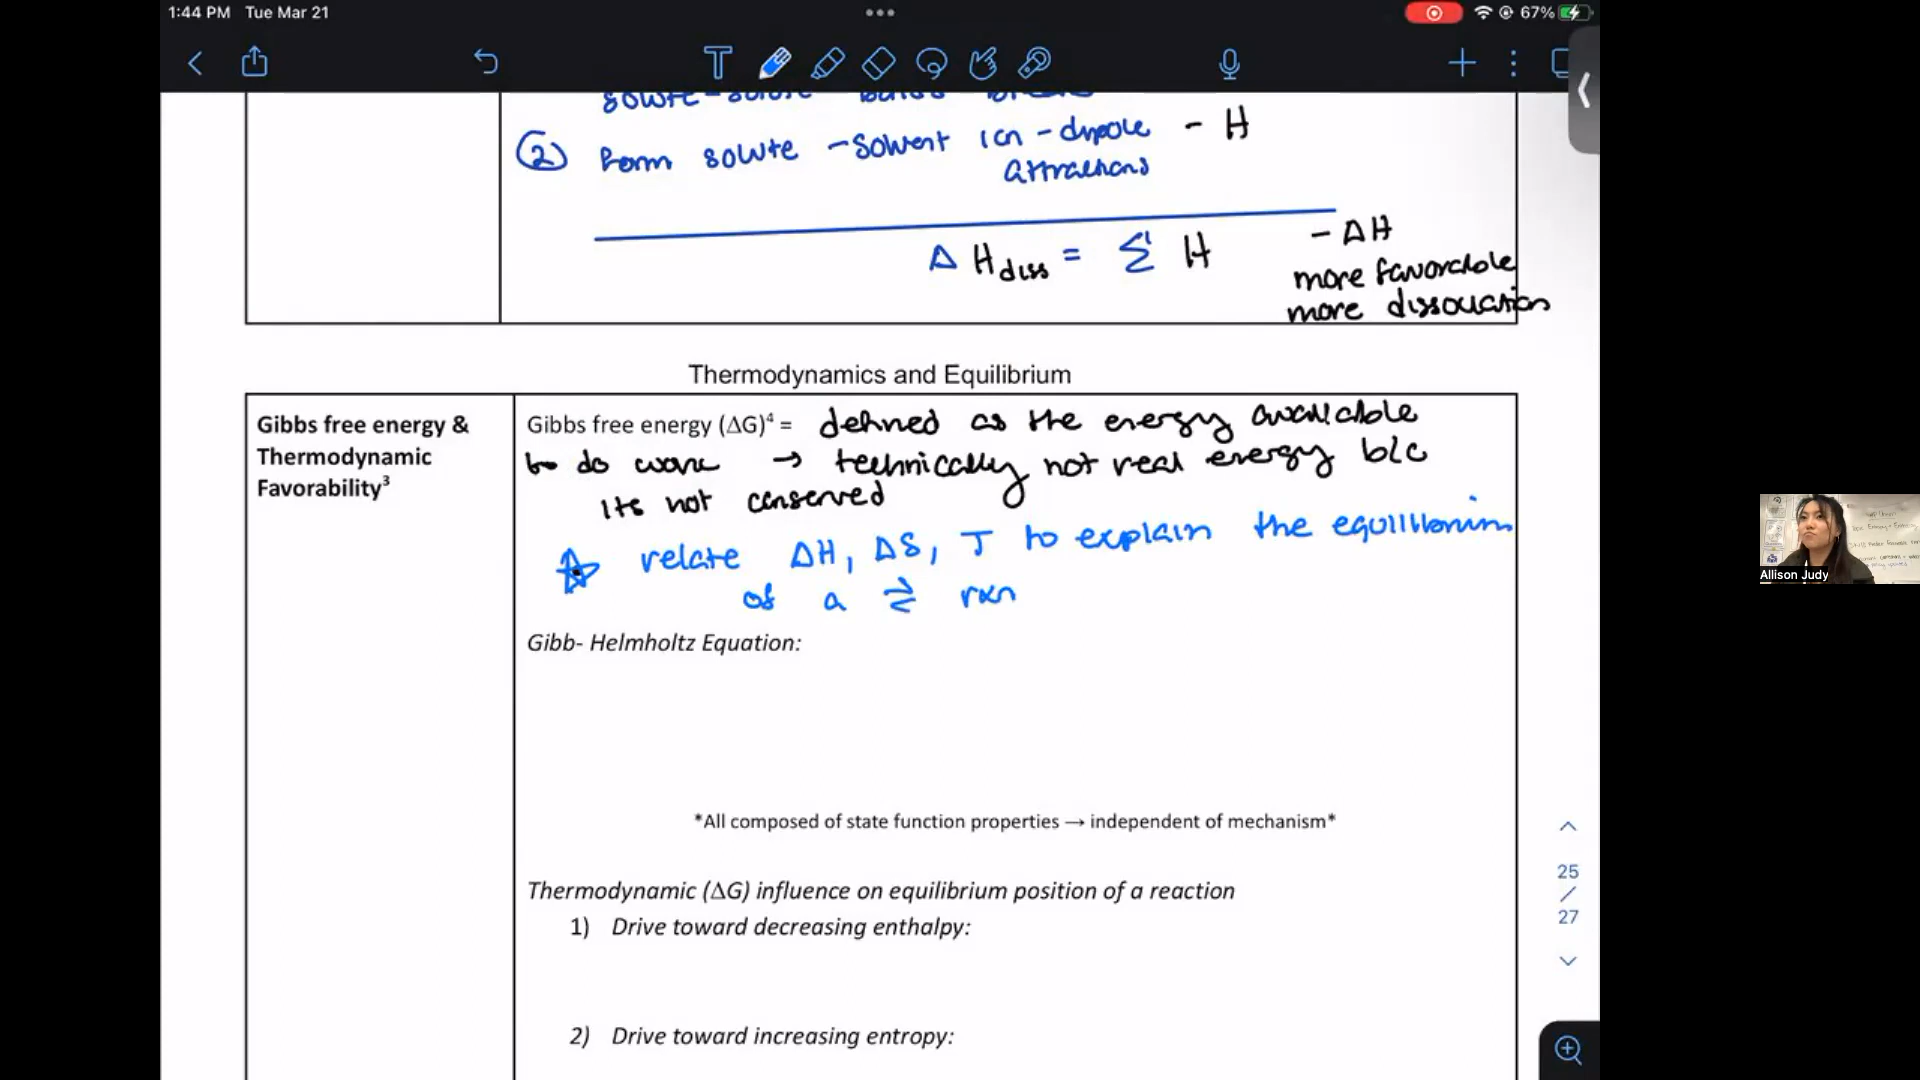 1:44 PM Tue Mar 21
67%
② Form solute - solvent ion - dipole - H
attractions
Δ H diss = Σ H
- ΔH
more favorable
more dissociation
Thermodynamics and Equilibrium
Gibbs free energy &
Thermodynamic
Favorability³
Gibbs free energy (ΔG)⁴ = defined as the energy available
to do work → technically not real energy b/c
its not conserved
☆ relate ΔH, ΔS, T to explain the equilibrium
of a ⇄ rxn
Gibb- Helmholtz Equation:
*All composed of state function properties → independent of mechanism*
Thermodynamic (ΔG) influence on equilibrium position of a reaction
1) Drive toward decreasing enthalpy:
2) Drive toward increasing entropy:
25
/
27
Allison Judy